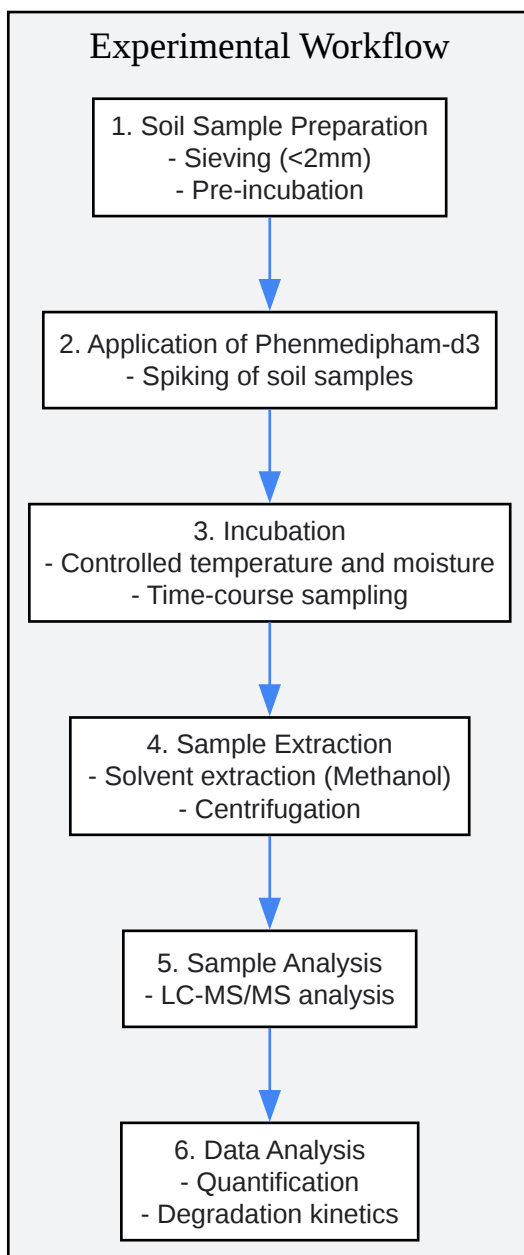 Experimental Workflow
1. Soil Sample Preparation
- Sieving (<2mm)
- Pre-incubation
2. Application of Phenmedipham-d3
- Spiking of soil samples
3. Incubation
- Controlled temperature and moisture
- Time-course sampling
4. Sample Extraction
- Solvent extraction (Methanol)
- Centrifugation
5. Sample Analysis
- LC-MS/MS analysis
6. Data Analysis
- Quantification
- Degradation kinetics